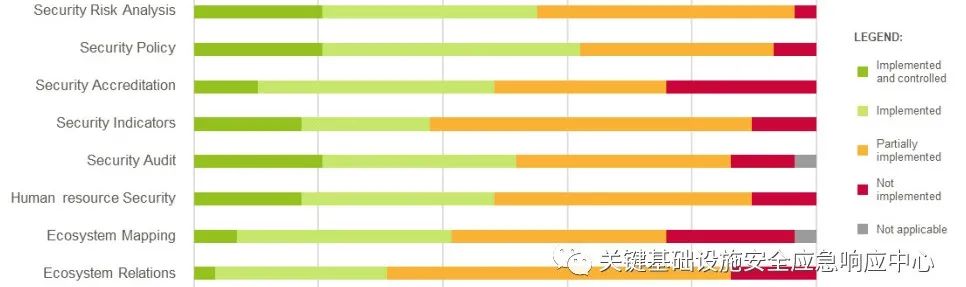 Security Risk Analysis
Security Policy
Security Accreditation
Security Indicators
Security Audit
Human resource Security
Ecosystem Mapping
Ecosystem Relations
LEGEND:
Implemented
and controlled
Implemented
Partially
implemented
Not
implemented
Not applicable
关键基础设施安全应急响应中心